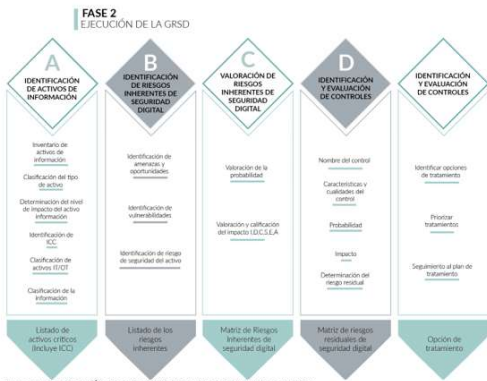 FASE 2
EJECUCIÓN DE LA GRSD
A
IDENTIFICACIÓN
DE ACTIVOS DE
INFORMACIÓN
Inventario de
activos de
información
Clasificación del tipo
de activo
Determinación del nivel
de impacto del activo
información
Identificación de
ICC.
Clasificación de
activos IT/OT
Clasificación de la
información
Listado de
activos críticos
(Incluye ICC)
B
IDENTIFICACIÓN
DE RIESGOS
INHERENTES DE
SEGURIDAD
DIGITAL
Identificación de
amenazas y
oportunidades
Identificación de
vulnerabilidades
Identificación de riesgo
de seguridad del activo
Listado de los
riesgos
inherentes
C
VALORACIÓN DE
RIESGOS
INHERENTES DE
SEGURIDAD
DIGITAL
Valoración de la
probabilidad
Valoración y calificación
del impacto I,D,C,S,E,A
Matriz de Riesgos
Inherentes de
seguridad digital
D
IDENTIFICACIÓN
Y EVALUACIÓN
DE CONTROLES
Nombre del control
Características y
cualidades del
control
Probabilidad
Impacto
Determinación del
riesgo residual
Matriz de riesgos
residuales de
seguridad digital
IDENTIFICACIÓN
Y EVALUACIÓN
DE CONTROLES
Identificar opciones
de tratamiento
Priorizar
tratamientos
Seguimiento al plan de
tratamiento
Opción de
tratamiento